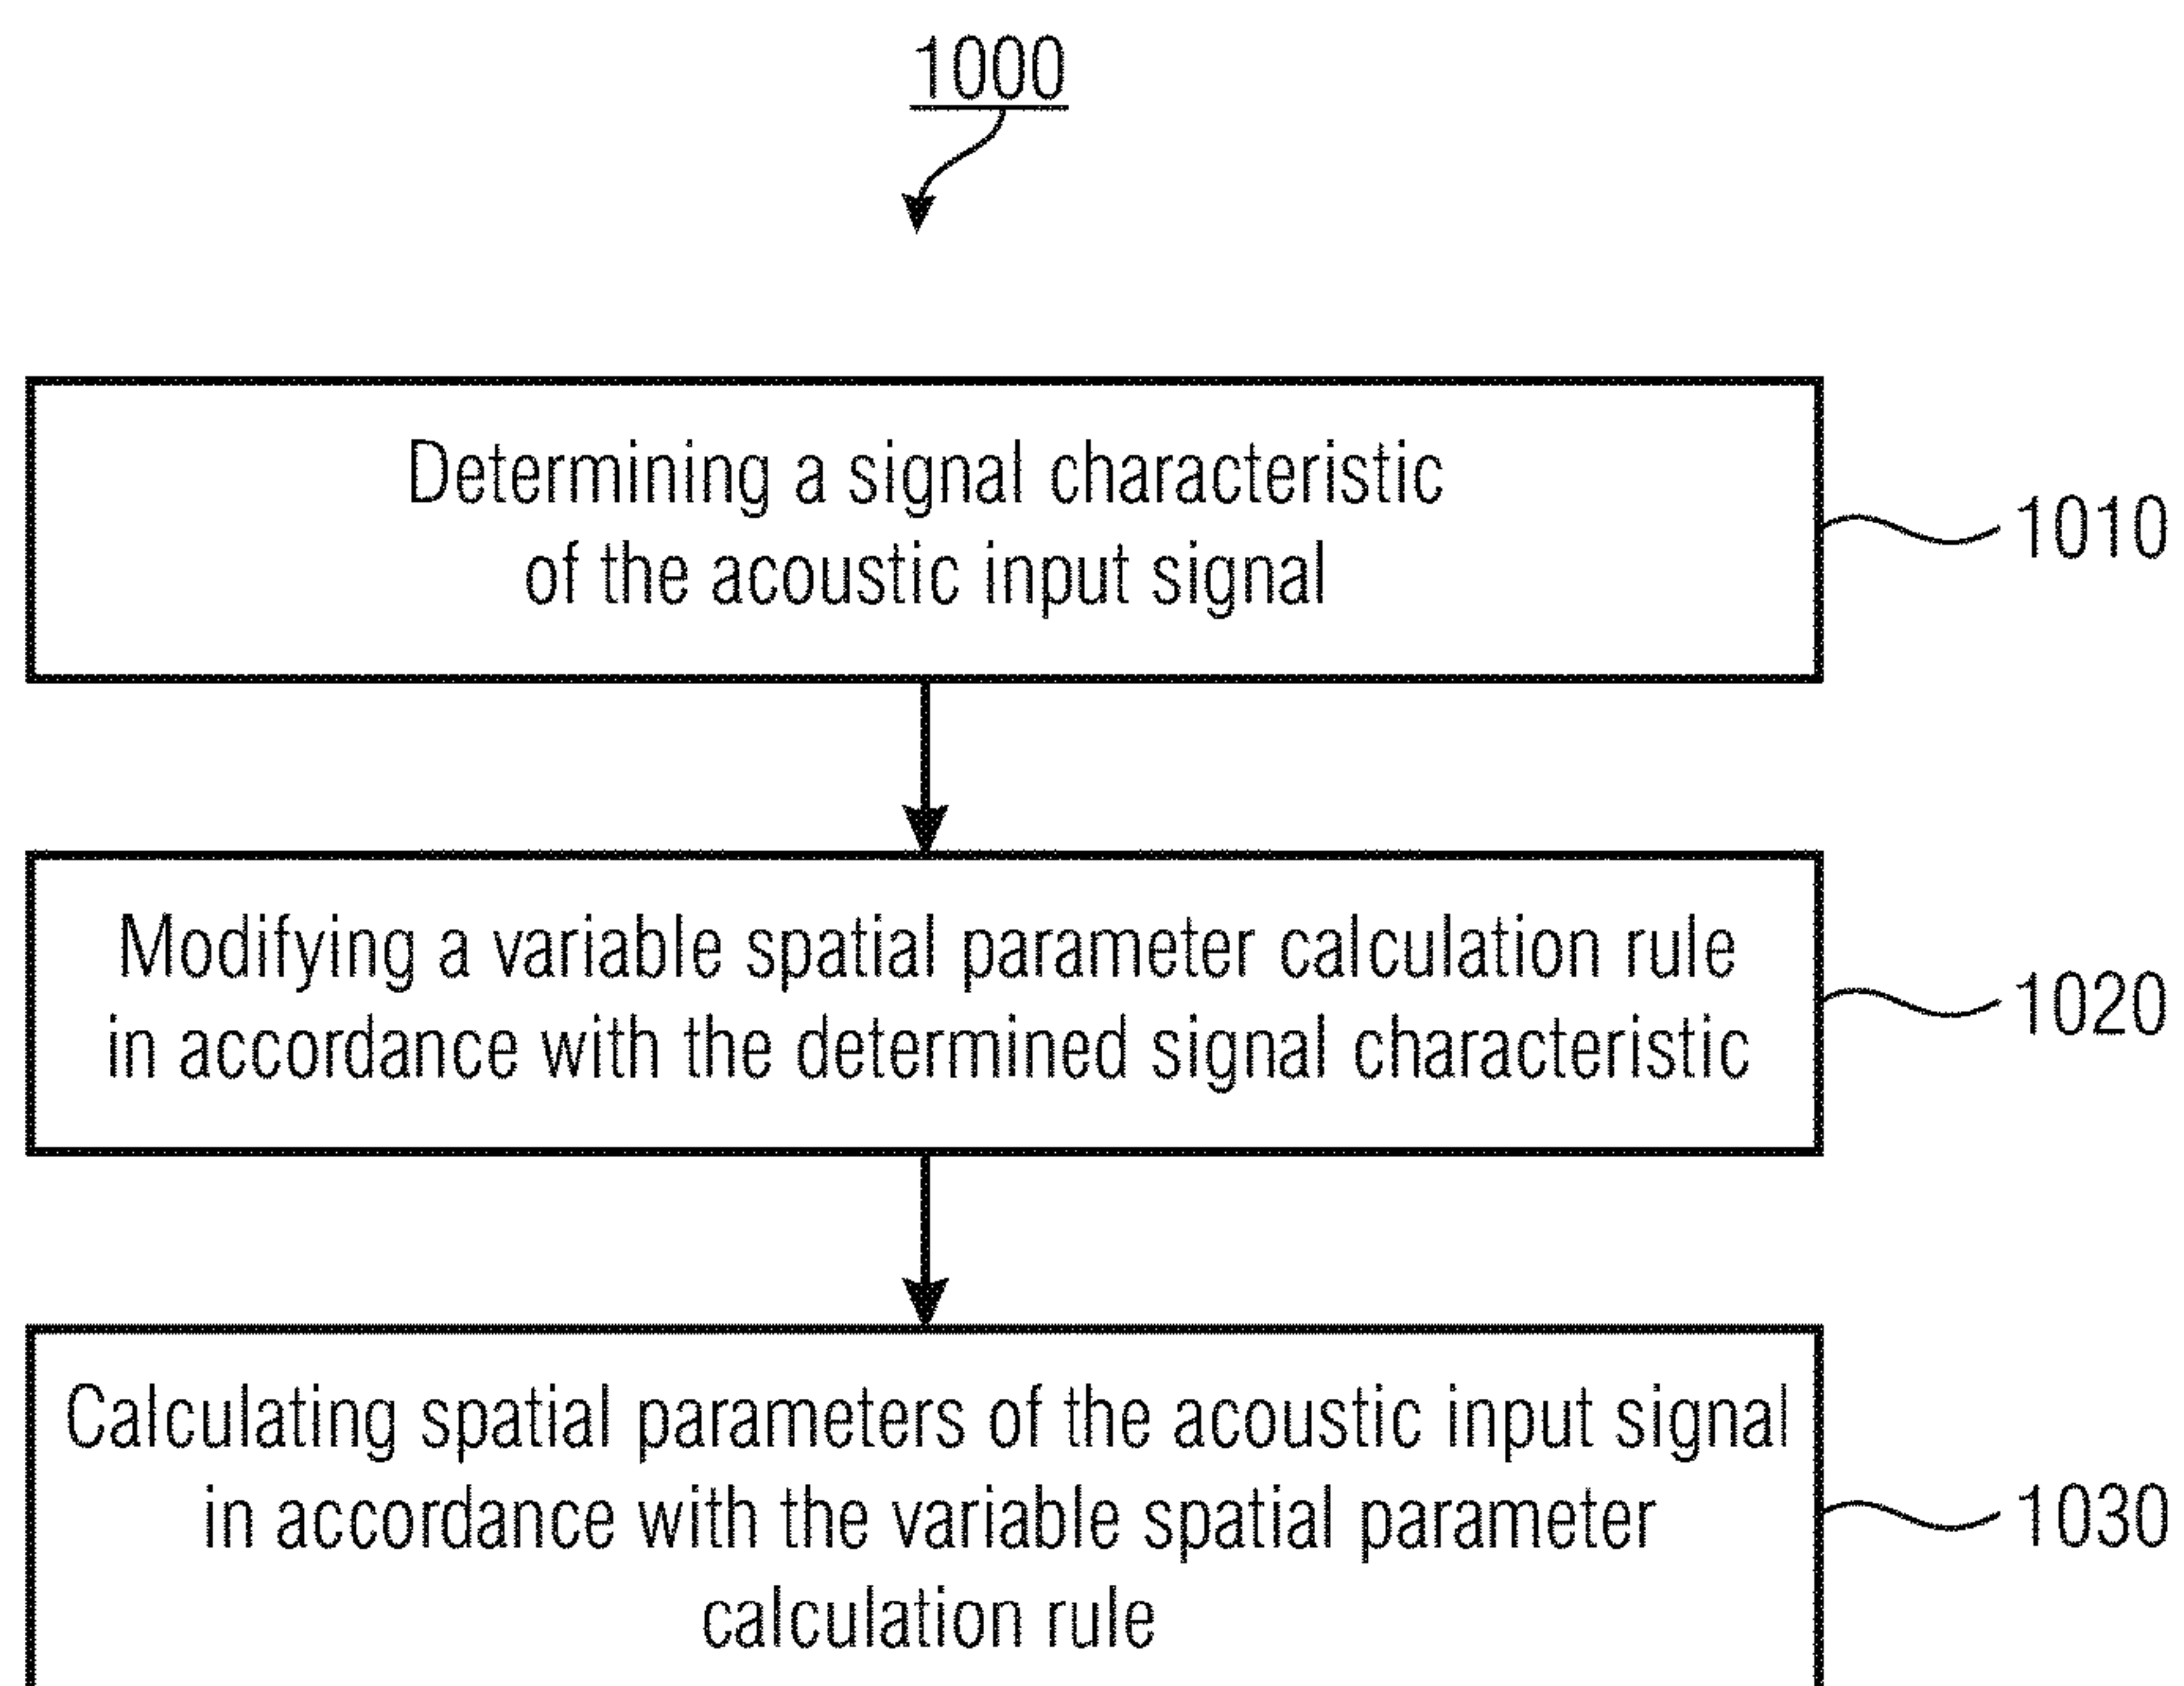 1000
Determining a signal characteristic
of the acoustic input signal
1010
Modifying a variable spatial parameter calculation rule
in accordance with the determined signal characteristic
1020
Calculating spatial parameters of the acoustic input signal
in accordance with the variable spatial parameter
calculation rule
1030